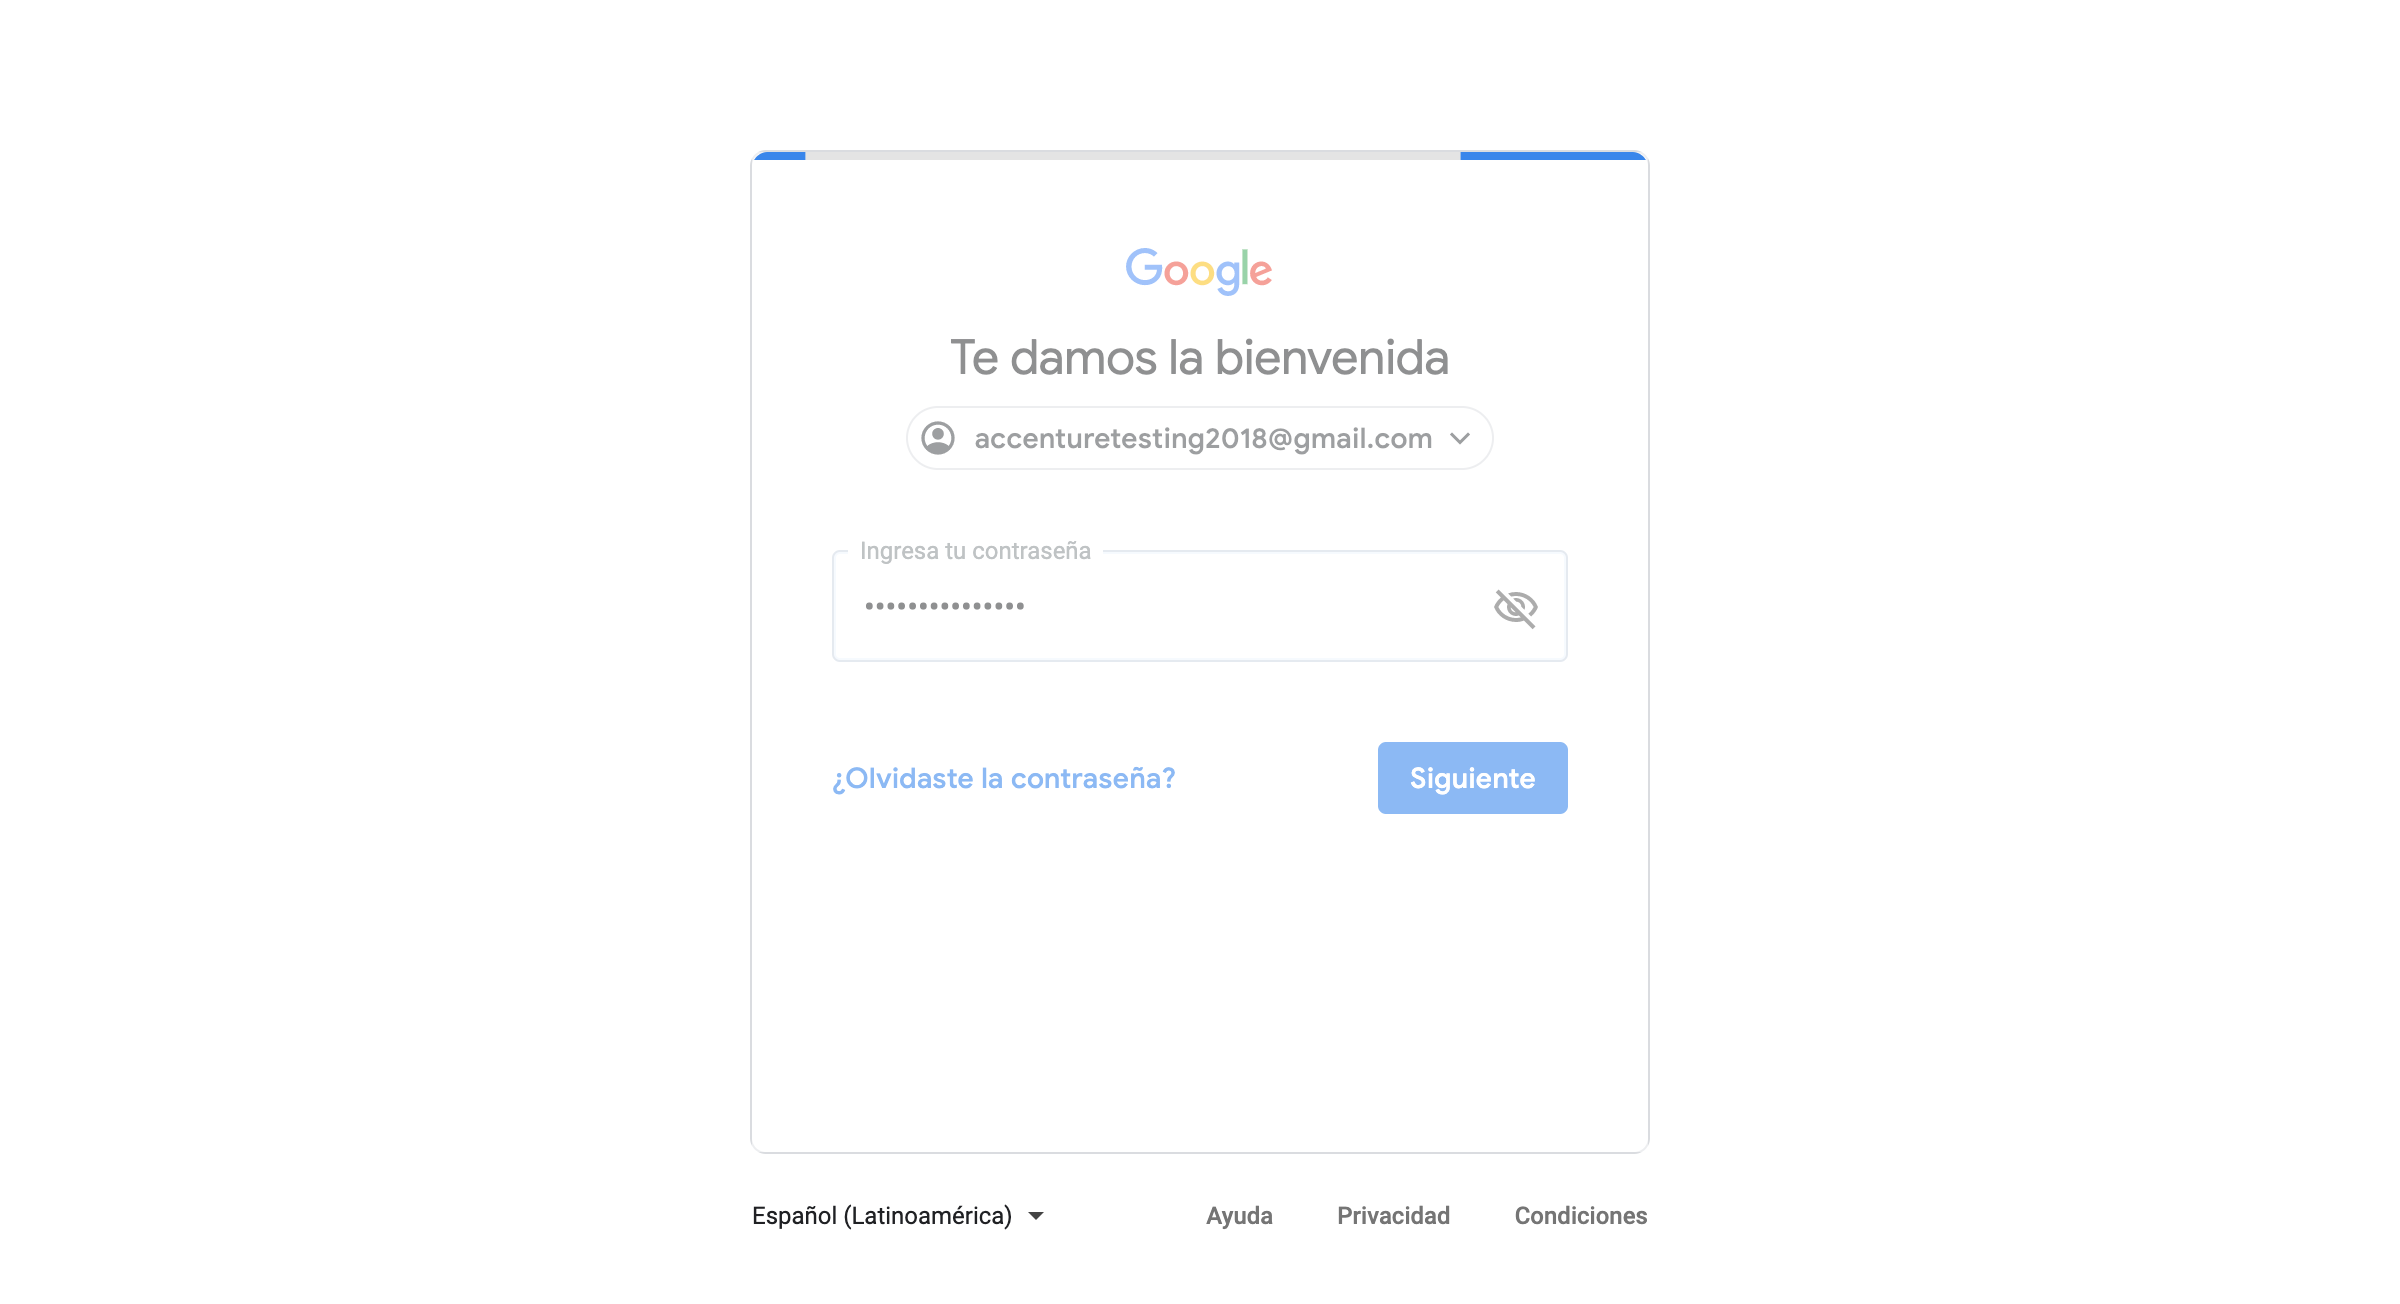 Google
Te damos la bienvenida
accenturetesting2018@gmail.com
Ingresa tu contraseña
•••••••••••••••
¿Olvidaste la contraseña?
Siguiente
Español (Latinoamérica)
Ayuda
Privacidad
Condiciones